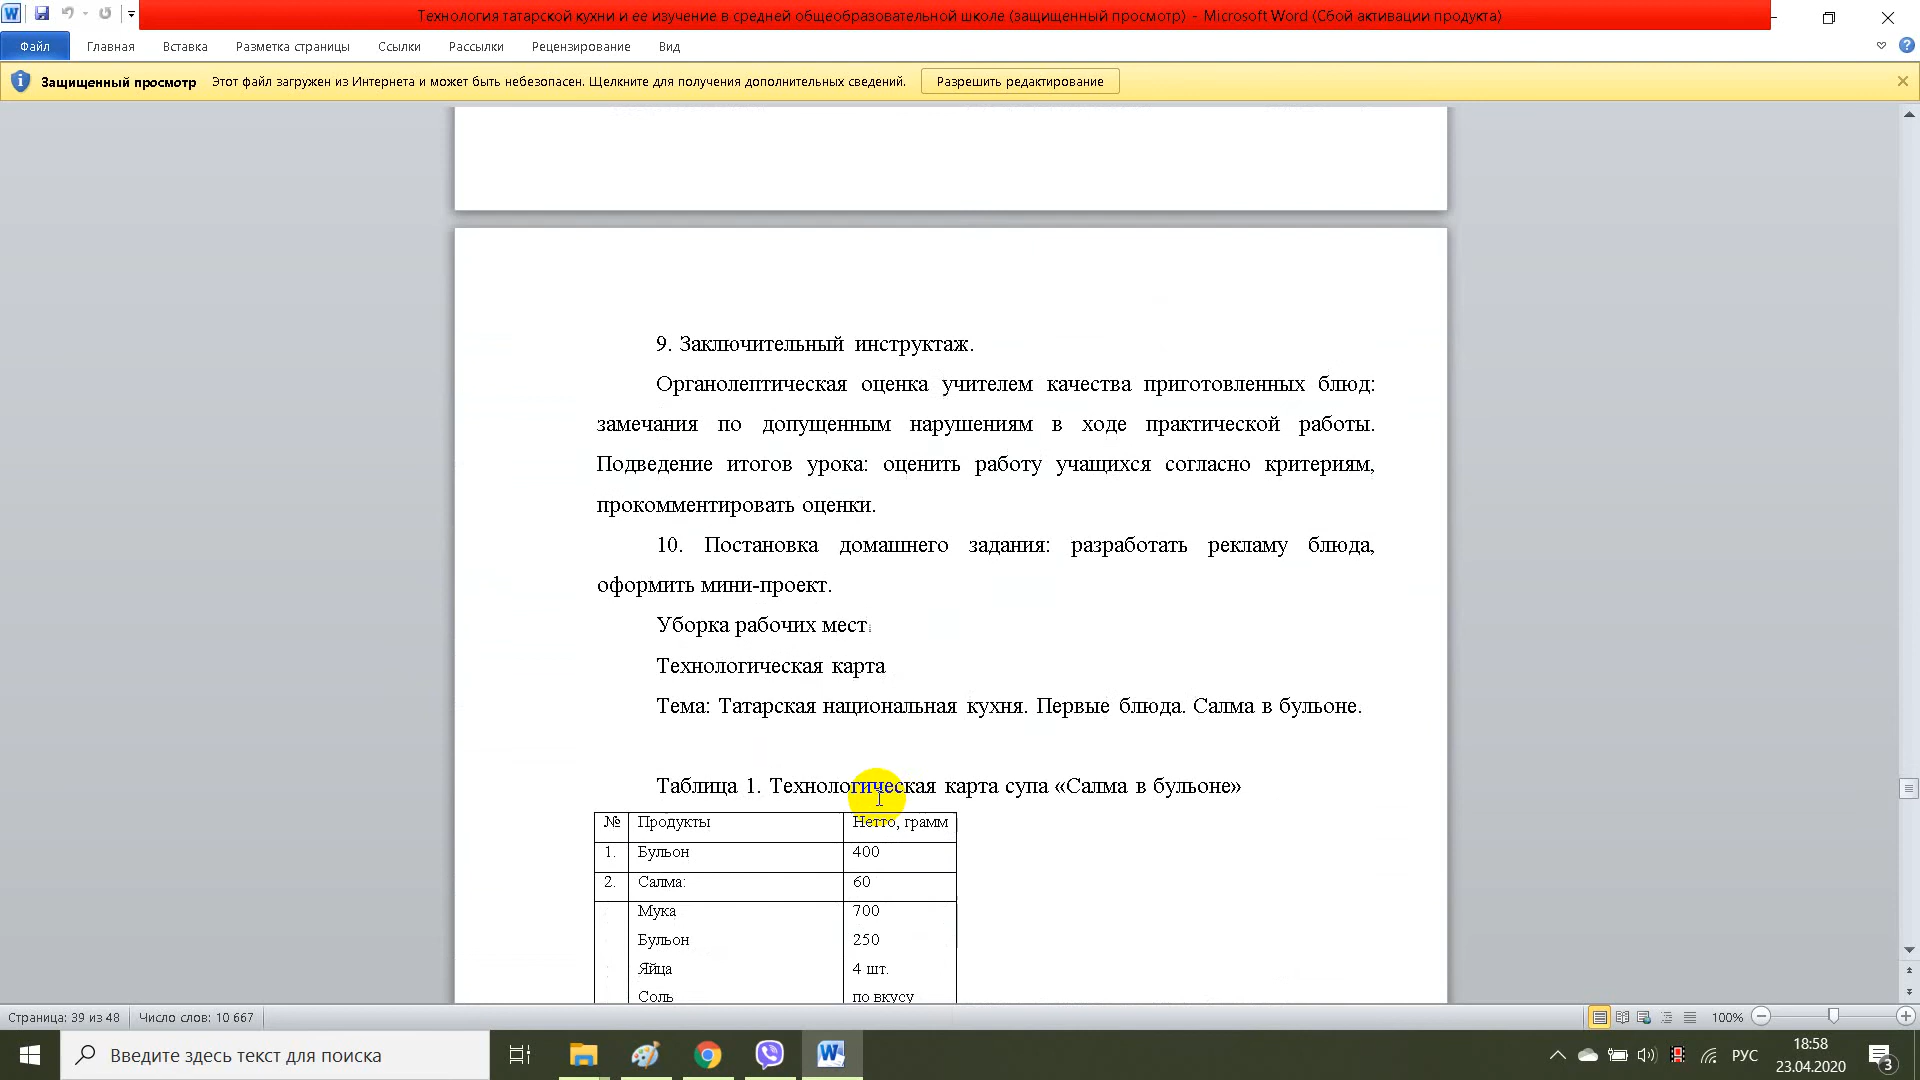 Технология татарской кухни и ее изучение в средней общеобразовательной школе (защищенный просмотр) - Microsoft Word (Сбой активации продукта)
Файл Главная Вставка Разметка страницы Ссылки Рассылки Рецензирование Вид
Защищенный просмотр Этот файл загружен из Интернета и может быть небезопасен. Щелкните для получения дополнительных сведений. Разрешить редактирование
9. Заключительный инструктаж.
Органолептическая оценка учителем качества приготовленных блюд:
замечания по допущенным нарушениям в ходе практической работы.
Подведение итогов урока: оценить работу учащихся согласно критериям,
прокомментировать оценки.
10. Постановка домашнего задания: разработать рекламу блюда,
оформить мини-проект.
Уборка рабочих мест.
Технологическая карта
Тема: Татарская национальная кухня. Первые блюда. Салма в бульоне.
Таблица 1. Технологическая карта супа «Салма в бульоне»
№ Продукты Нетто, грамм
1. Бульон 400
2. Салма: 60
Мука 700
Бульон 250
Яйца 4 шт.
Соль по вкусу
Страница: 39 из 48 Число слов: 10 667 100%
Введите здесь текст для поиска
РУС 18:58
23.04.2020
3